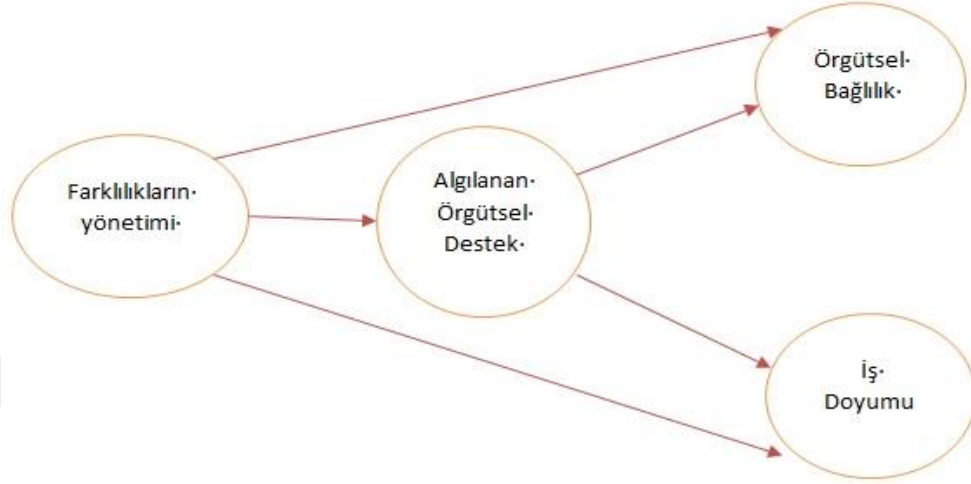 Örgütsel·
Bağlılık·
Farklılıkların·
yönetimi·
Algılanan·
Örgütsel·
Destek·
İş·
Doyumu